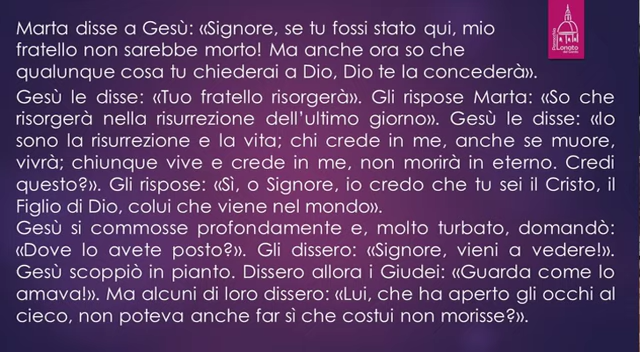 Marta disse a Gesù: «Signore, se tu fossi stato qui, mio
fratello non sarebbe morto! Ma anche ora so che
qualunque cosa tu chiederai a Dio, Dio te la concederà».
Gesù le disse: «Tuo fratello risorgerà». Gli rispose Marta: «So che
risorgerà nella risurrezione dell'ultimo giorno». Gesù le disse: «Io
sono la risurrezione e la vita; chi crede in me, anche se muore,
vivrà; chiunque vive e crede in me, non morirà in eterno. Credi
questo?». Gli rispose: «Sì, o Signore, io credo che tu sei il Cristo, il
Figlio di Dio, colui che viene nel mondo».
Gesù si commosse profondamente e, molto turbato, domandò:
«Dove lo avete posto?». Gli dissero: «Signore, vieni a vedere!».
Gesù scoppiò in pianto. Dissero allora i Giudei: «Guarda come lo
amava!». Ma alcuni di loro dissero: «Lui, che ha aperto gli occhi al
cieco, non poteva anche far sì che costui non morisse?».
Lonato